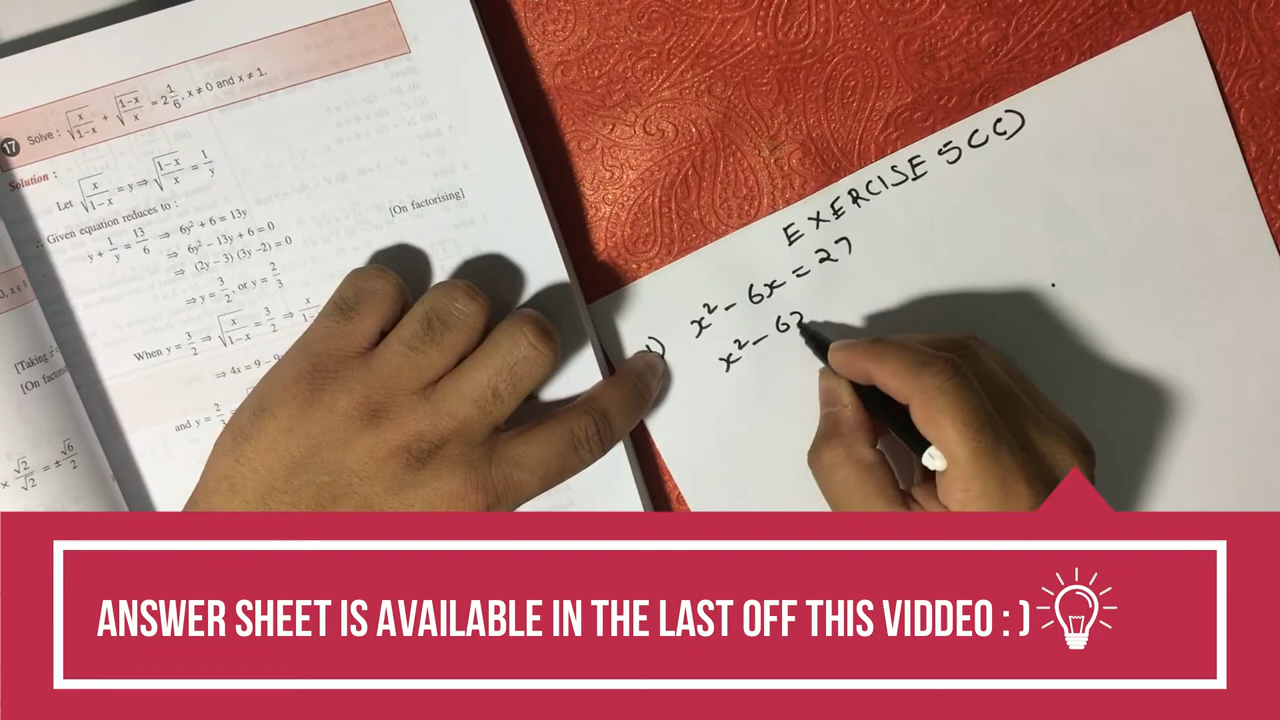 17 Solve : √x/1–x + √1–x/x = 2 1/6, x ≠ 0 and x ≠ 1.
Solution :
Let √x/1–x = y ⇒ √1–x/x = 1/y
∴ Given equation reduces to :
y + 1/y = 13/6 ⇒ 6y² + 6 = 13y
⇒ 6y² – 13y + 6 = 0
⇒ (2y – 3) (3y –2) = 0 [On factorising]
⇒ y = 3/2, or y = 2/3
When y = 3/2 ⇒ √x/1–x = 3/2 ⇒ x
⇒ 4x = 9 – 9
and y = 2
0, x ∈
[Taking
[On
× √2/√2 = ± √6/2
EXERCISE 5(C)
x² – 6x = 27
x² – 6
ANSWER SHEET IS AVAILABLE IN THE LAST OFF THIS VIDDEO : )